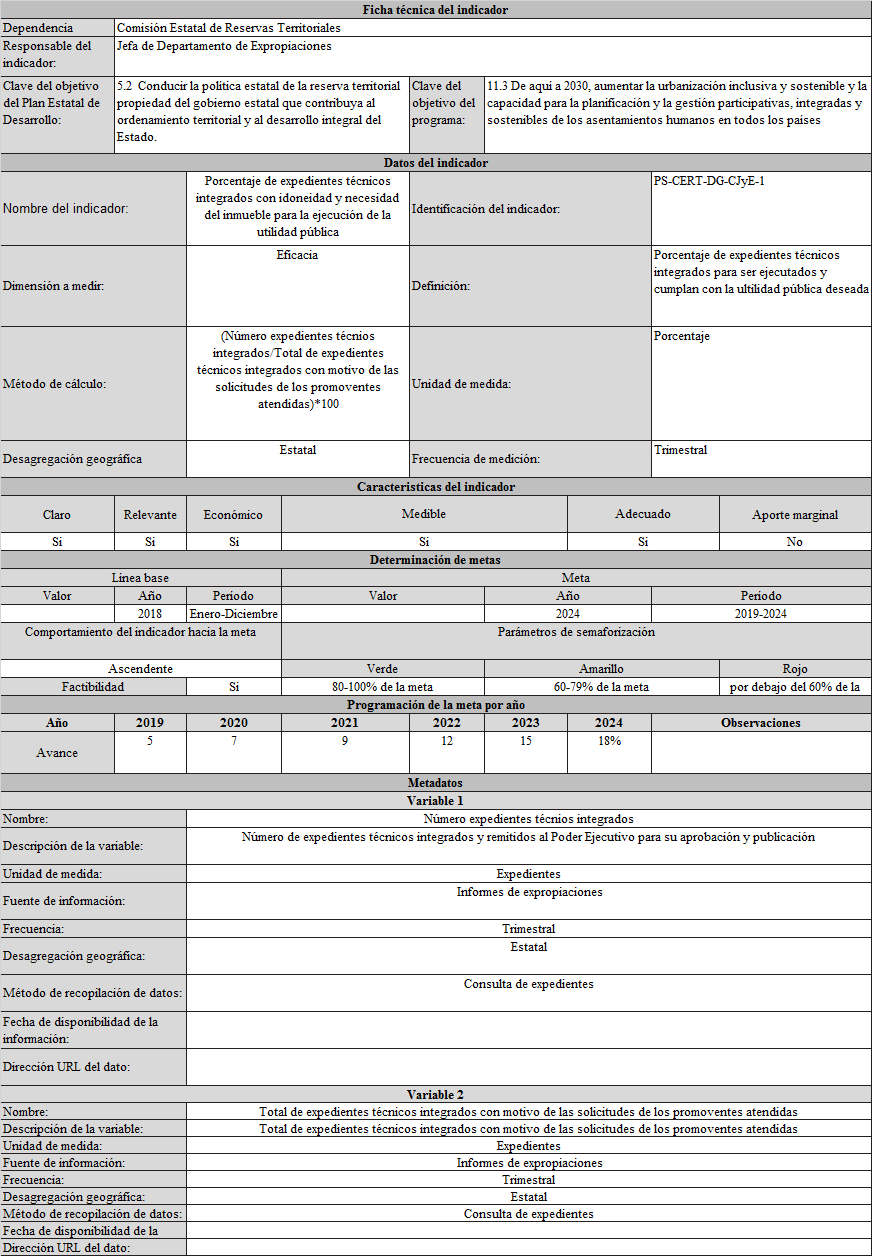 Ficha técnica del indicador
Dependencia Comisión Estatal de Reservas Territoriales
Responsable del indicador: Jefa de Departamento de Expropiaciones
Clave del objetivo del Plan Estatal de Desarrollo: 5.2 Conducir la política estatal de la reserva territorial propiedad del gobierno estatal que contribuya al ordenamiento territorial y al desarrollo integral del Estado. Clave del objetivo del programa: 11.3 De aquí a 2030, aumentar la urbanización inclusiva y sostenible y la capacidad para la planificación y la gestión participativas, integradas y sostenibles de los asentamientos humanos en todos los países
Datos del indicador
Nombre del indicador: Porcentaje de expedientes técnicos integrados con idoneidad y necesidad del inmueble para la ejecución de la utilidad pública Identificación del indicador: PS-CERT-DG-CJyE-1
Dimensión a medir: Eficacia Definición: Porcentaje de expedientes técnicos integrados para ser ejecutados y cumplan con la ultilidad pública deseada
Método de cálculo: (Número expedientes técnios integrados/Total de expedientes técnicos integrados con motivo de las solicitudes de los promoventes atendidas)*100 Unidad de medida: Porcentaje
Desagregación geográfica Estatal Frecuencia de medición: Trimestral
Características del indicador
Claro Relevante Económico Medible Adecuado Aporte marginal
Sí Sí Sí Sí Sí No
Determinación de metas
Línea base Meta
Valor Año Periodo Valor Año Periodo
2018 Enero-Diciembre 2024 2019-2024
Comportamiento del indicador hacia la meta Parámetros de semaforización
Ascendente Verde Amarillo Rojo
Factibilidad Sí 80-100% de la meta 60-79% de la meta por debajo del 60% de la
Programación de la meta por año
Año 2019 2020 2021 2022 2023 2024 Observaciones
Avance 5 7 9 12 15 18%
Metadatos
Variable 1
Nombre: Número expedientes técnios integrados
Descripción de la variable: Número de expedientes técnicos integrados y remitidos al Poder Ejecutivo para su aprobación y publicación
Unidad de medida: Expedientes
Fuente de información: Informes de expropiaciones
Frecuencia: Trimestral
Desagregación geográfica: Estatal
Método de recopilación de datos: Consulta de expedientes
Fecha de disponibilidad de la información:
Dirección URL del dato:
Variable 2
Nombre: Total de expedientes técnicos integrados con motivo de las solicitudes de los promoventes atendidas
Descripción de la variable: Total de expedientes técnicos integrados con motivo de las solicitudes de los promoventes atendidas
Unidad de medida: Expedientes
Fuente de información: Informes de expropiaciones
Frecuencia: Trimestral
Desagregación geográfica: Estatal
Método de recopilación de datos: Consulta de expedientes
Fecha de disponibilidad de la
Dirección URL del dato: